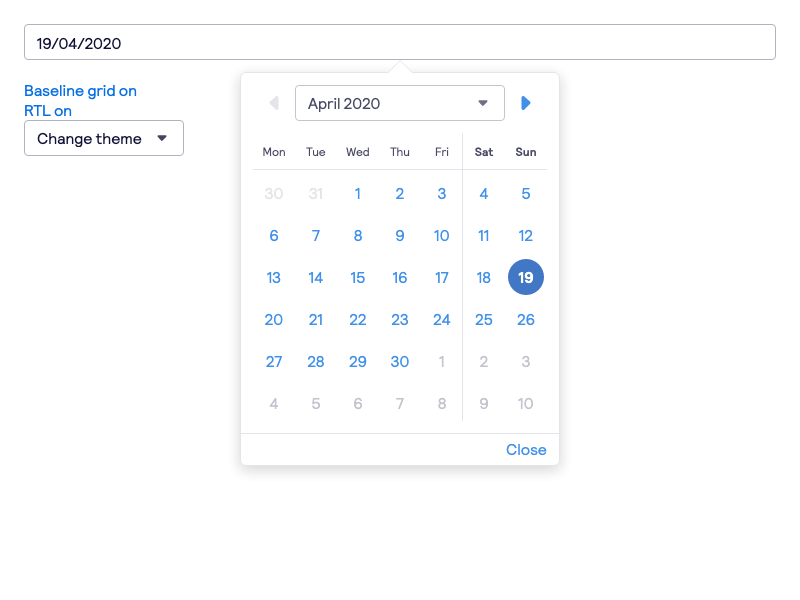 19/04/2020
Baseline grid on
RTL on
Change theme
April 2020
Mon Tue Wed Thu Fri Sat Sun
30 31 1 2 3 4 5
6 7 8 9 10 11 12
13 14 15 16 17 18 19
20 21 22 23 24 25 26
27 28 29 30 1 2 3
4 5 6 7 8 9 10
Close